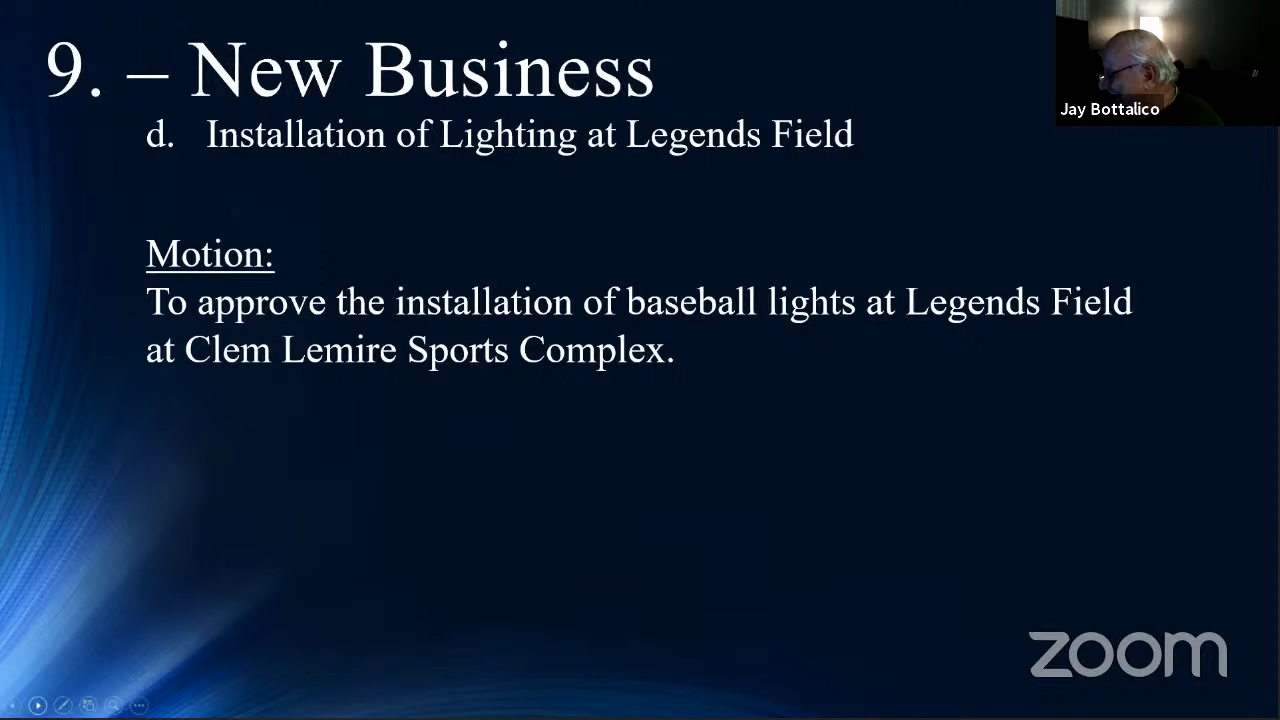 9. – New Business
d. Installation of Lighting at Legends Field
Jay Bottalico
Motion:
To approve the installation of baseball lights at Legends Field
at Clem Lemire Sports Complex.
zoom